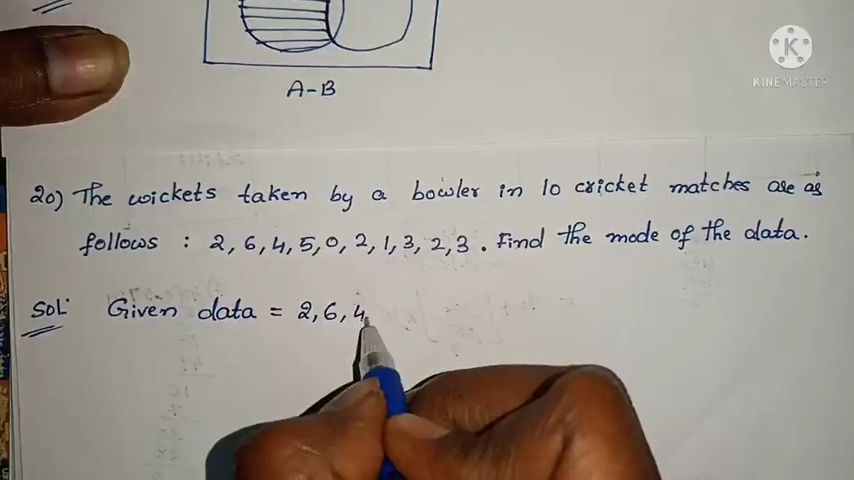 A-B
K
KINEMASTER
20) The wickets taken by a bowler in 10 cricket matches are as
follows : 2, 6, 4, 5, 0, 2, 1, 3, 2, 3. Find the mode of the data.
Sol: Given data = 2, 6, 4